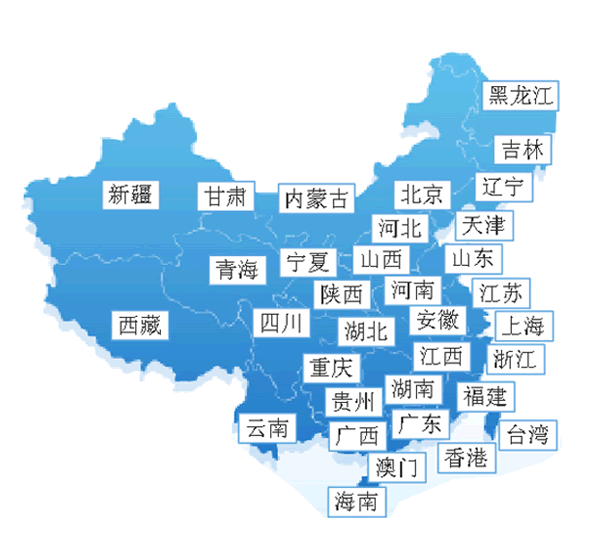 黑龙江
吉林
新疆
甘肃
内蒙古
北京
辽宁
河北
天津
青海
宁夏
山西
山东
陕西
河南
江苏
西藏
四川
湖北
安徽
上海
重庆
江西
浙江
贵州
湖南
福建
云南
广西
广东
台湾
澳门
香港
海南